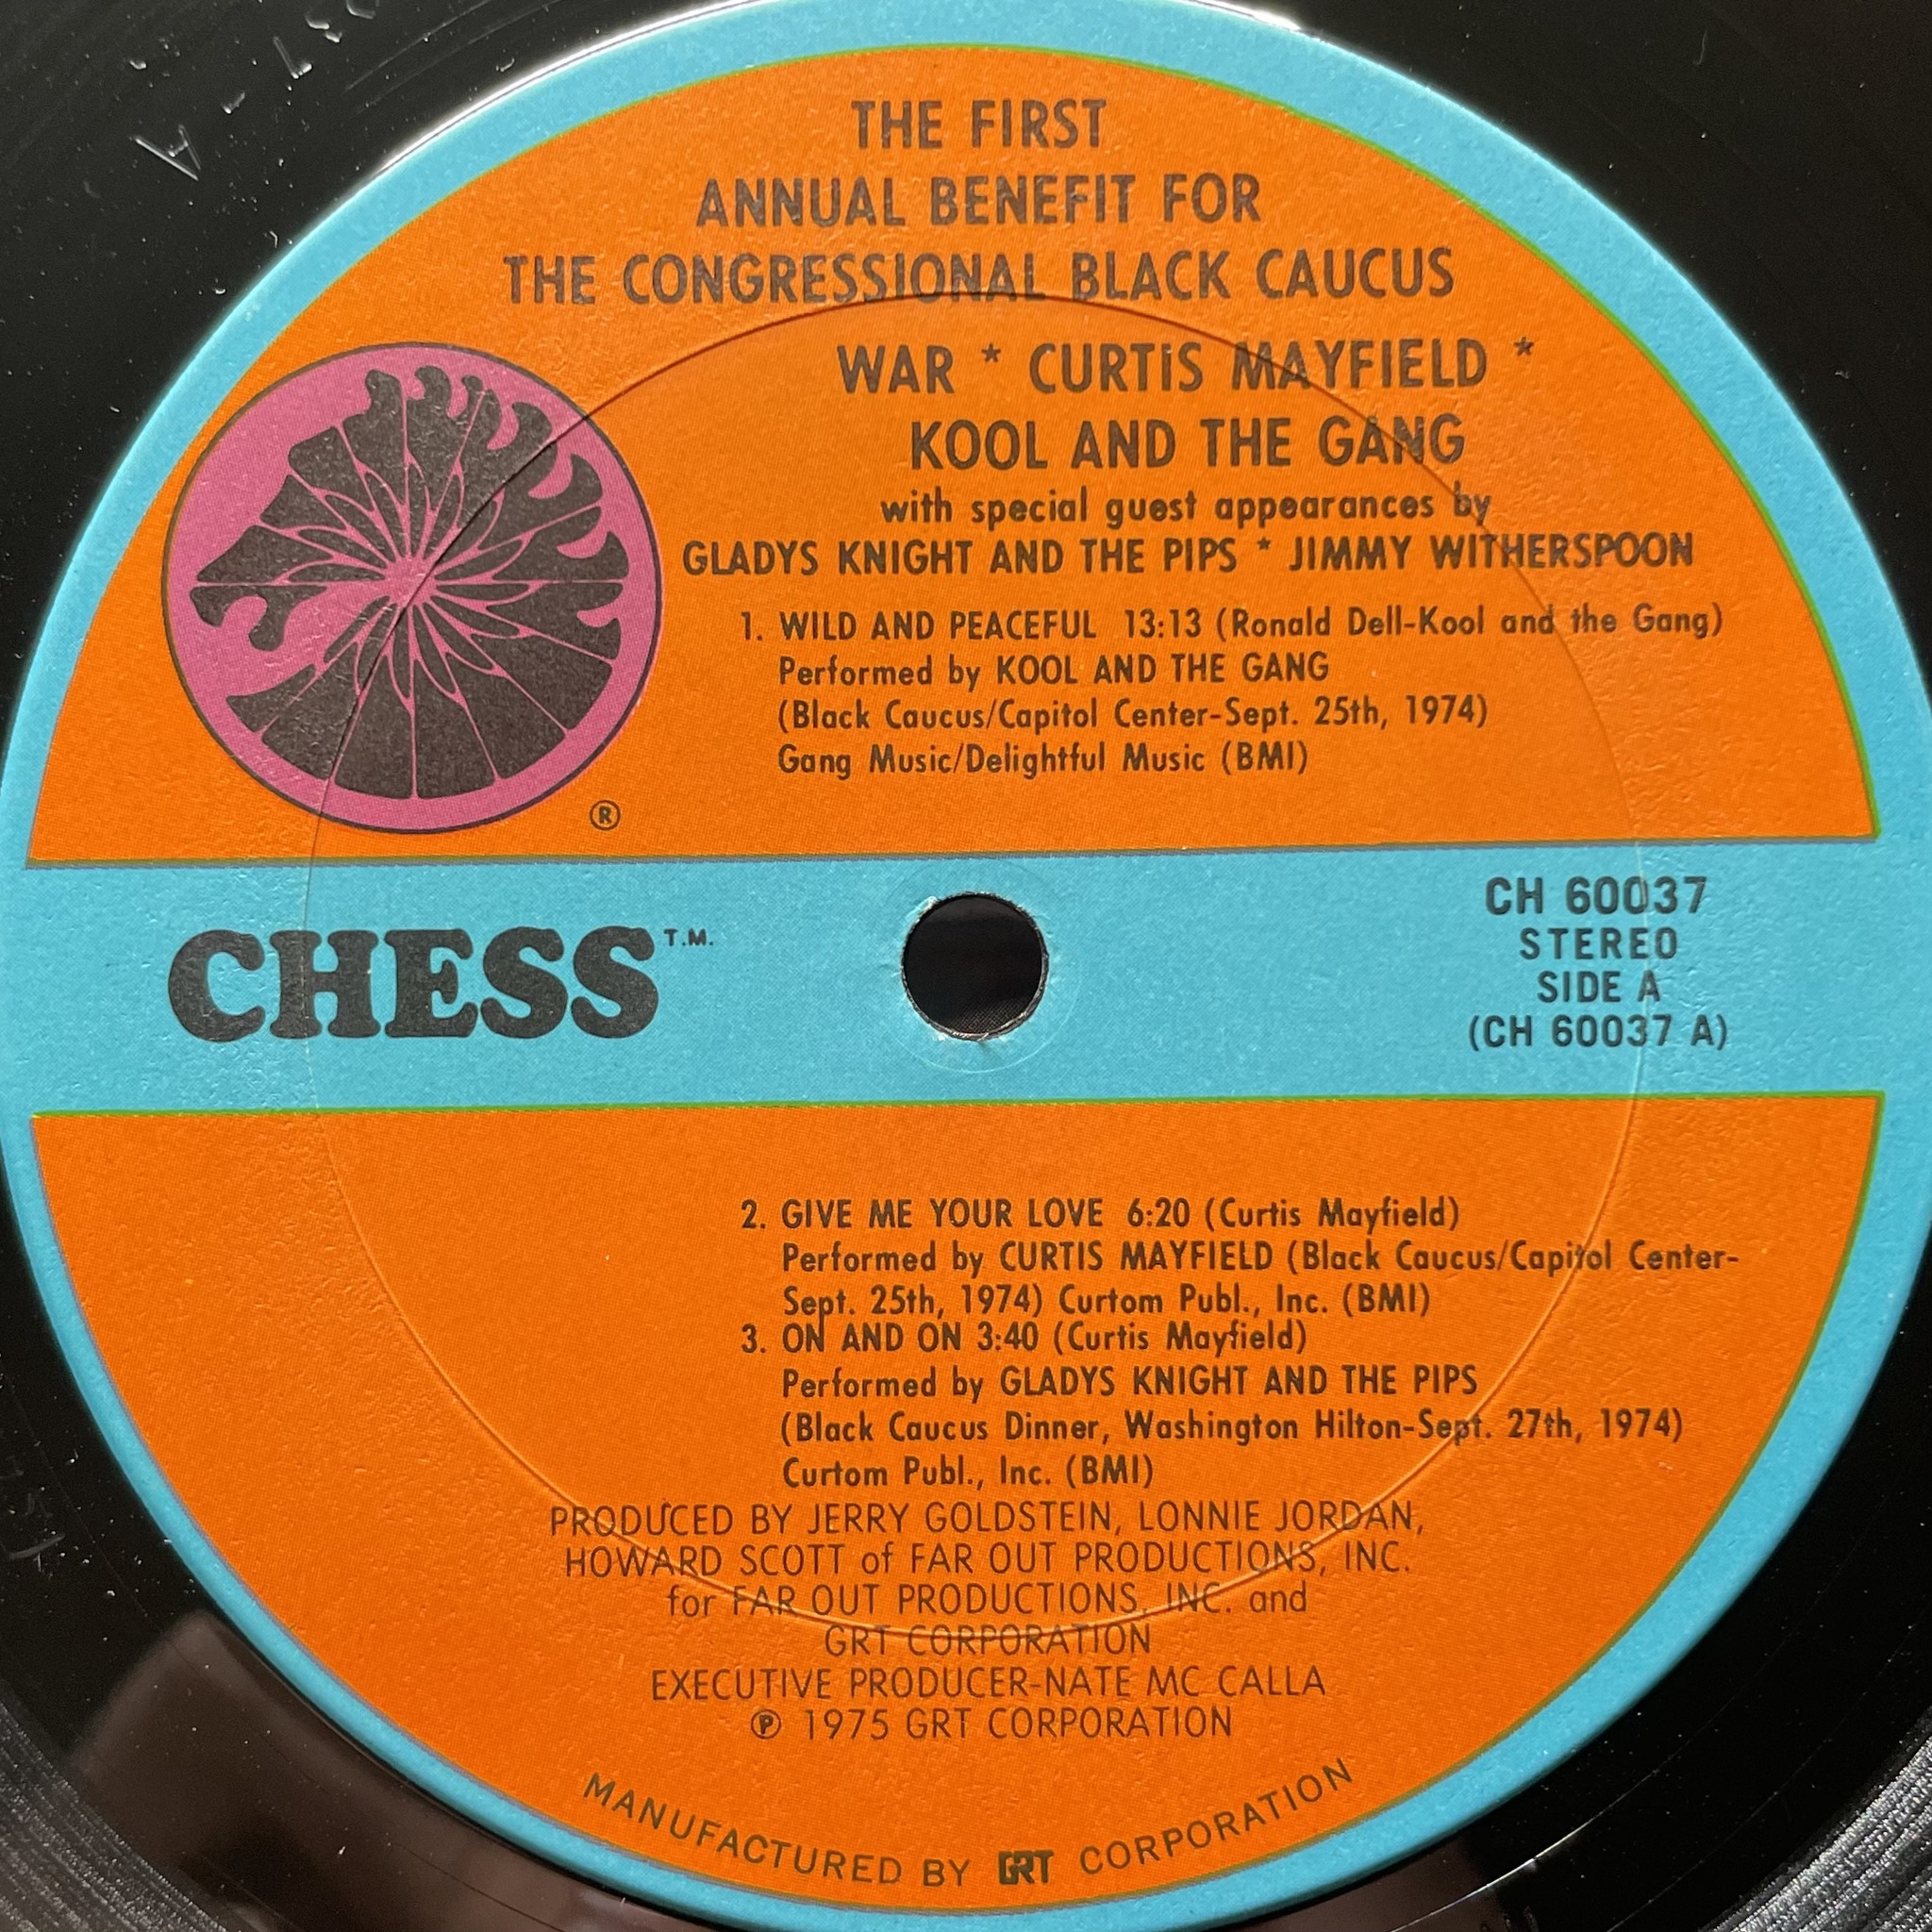 THE FIRST
ANNUAL BENEFIT FOR
THE CONGRESSIONAL BLACK CAUCUS
WAR * CURTIS MAYFIELD *
KOOL AND THE GANG
with special guest appearances by
GLADYS KNIGHT AND THE PIPS * JIMMY WITHERSPOON
1. WILD AND PEACEFUL 13:13 (Ronald Dell-Kool and the Gang)
Performed by KOOL AND THE GANG
(Black Caucus/Capitol Center-Sept. 25th, 1974)
Gang Music/Delightful Music (BMI)
®
CHESS T.M.
CH 60037
STEREO
SIDE A
(CH 60037 A)
2. GIVE ME YOUR LOVE 6:20 (Curtis Mayfield)
Performed by CURTIS MAYFIELD (Black Caucus/Capitol Center-
Sept. 25th, 1974) Curtom Publ., Inc. (BMI)
3. ON AND ON 3:40 (Curtis Mayfield)
Performed by GLADYS KNIGHT AND THE PIPS
(Black Caucus Dinner, Washington Hilton-Sept. 27th, 1974)
Curtom Publ., Inc. (BMI)
PRODUCED BY JERRY GOLDSTEIN, LONNIE JORDAN,
HOWARD SCOTT of FAR OUT PRODUCTIONS, INC.
for FAR OUT PRODUCTIONS, INC. and
GRT CORPORATION
EXECUTIVE PRODUCER-NATE MC CALLA
℗ 1975 GRT CORPORATION
MANUFACTURED BY GRT CORPORATION